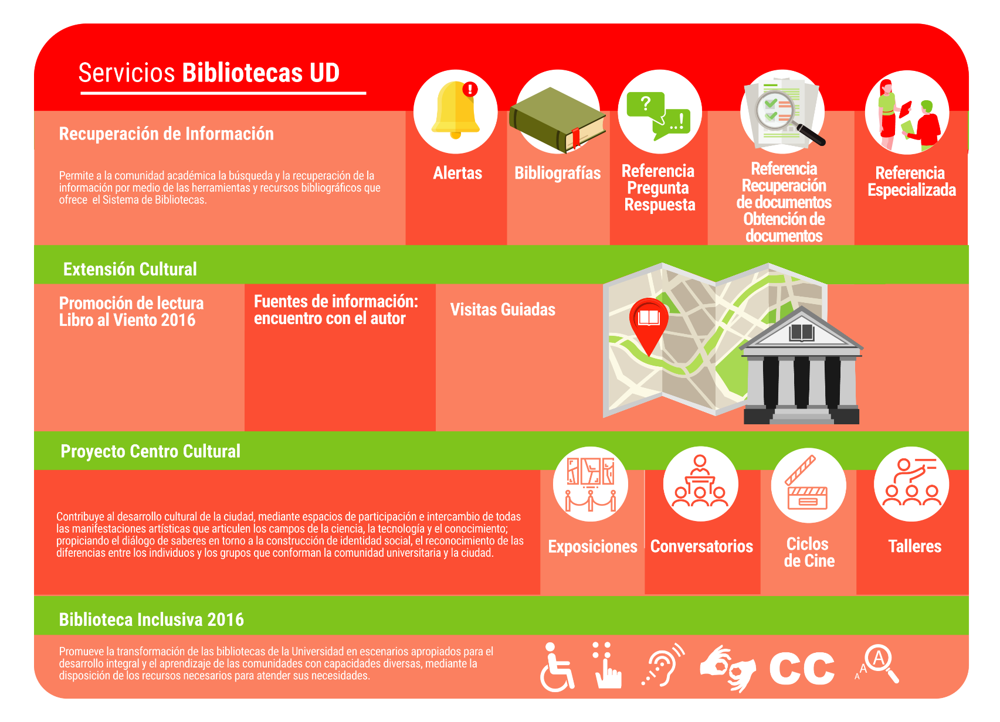 Servicios Bibliotecas UD
Recuperación de Información
Permite a la comunidad académica la búsqueda y la recuperación de la
información por medio de las herramientas y recursos bibliográficos que
ofrece el Sistema de Bibliotecas.
!
Alertas
Bibliografías
?
..!
Referencia
Pregunta
Respuesta
Referencia
Recuperación
de documentos
Obtención de
documentos
Referencia
Especializada
Extensión Cultural
Promoción de lectura
Libro al Viento 2016
Fuentes de información:
encuentro con el autor
Visitas Guiadas
Proyecto Centro Cultural
Contribuye al desarrollo cultural de la ciudad, mediante espacios de participación e intercambio de todas
las manifestaciones artísticas que articulen los campos de la ciencia, la tecnología y el conocimiento;
propiciando el diálogo de saberes en torno a la construcción de identidad social, el reconocimiento de las
diferencias entre los individuos y los grupos que conforman la comunidad universitaria y la ciudad.
Exposiciones
Conversatorios
Ciclos
de Cine
Talleres
Biblioteca Inclusiva 2016
Promueve la transformación de las bibliotecas de la Universidad en escenarios apropiados para el
desarrollo integral y el aprendizaje de las comunidades con capacidades diversas, mediante la
disposición de los recursos necesarios para atender sus necesidades.
CC
A A A